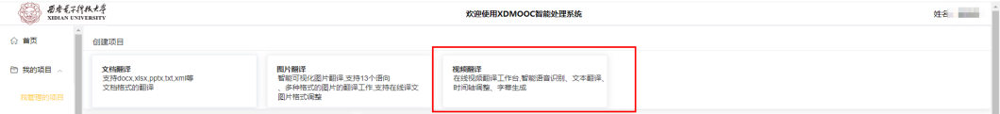 西安电子科技大学
XIDIAN UNIVERSITY
欢迎使用XDMOOC智能处理系统
姓名:
首页
创建项目
我的项目
文档翻译
支持docx,xlsx,pptx,txt,xml等
文档格式的翻译
图片翻译
智能可视化图片翻译,支持13个语向
、多种格式的图片的翻译工作,支持在线译文
图片格式调整
视频翻译
在线视频翻译工作台,智能语音识别、文本翻译、
时间轴调整、字幕生成
我管理的项目